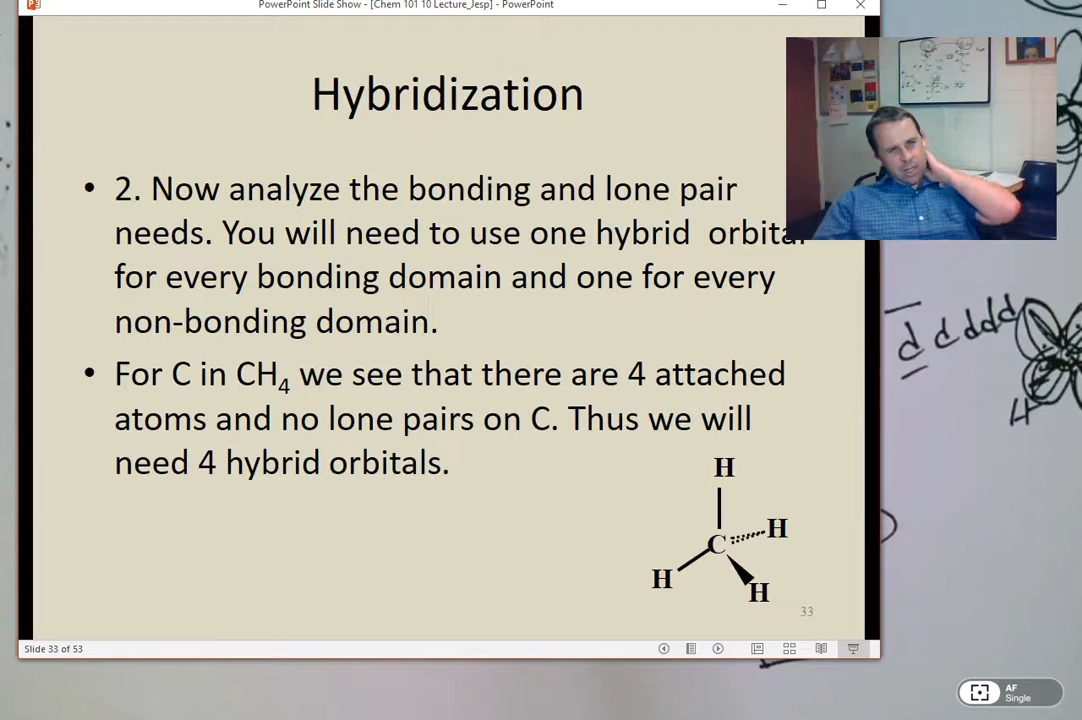 PowerPoint Slide Show - [Chem 101 10 Lecture_Jesp] - PowerPoint
Hybridization
• 2. Now analyze the bonding and lone pair
needs. You will need to use one hybrid orbital
for every bonding domain and one for every
non-bonding domain.
• For C in CH4 we see that there are 4 attached
atoms and no lone pairs on C. Thus we will
need 4 hybrid orbitals.
H
H
C
H
H
33
Slide 33 of 53
d d d d d
4
AF
Single